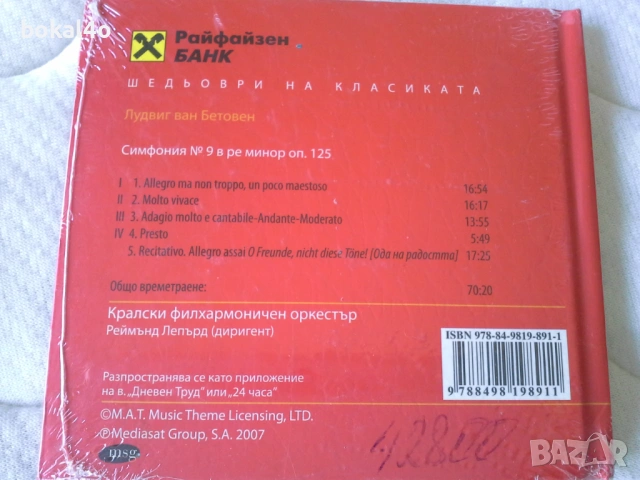 bokal4o
Райфайзен
БАНК
ШЕДЬОВРИ НА КЛАСИКАТА
Лудвиг ван Бетовен
Симфония № 9 в ре минор оп. 125
I 1. Allegro ma non troppo, un poco maestoso 16:54
II 2. Molto vivace 16:17
III 3. Adagio molto e cantabile-Andante-Moderato 13:55
IV 4. Presto 5:49
5. Recitativo. Allegro assai O Freunde, nicht diese Töne! [Ода на радостта] 17:25
Общо времетраене: 70:20
Кралски филхармоничен оркестър
Реймънд Лепърд (диригент)
ISBN 978-84-9819-891-1
Разпространява се като приложение
на в. „Дневен Труд" или „24 часа"
9 788498 198911
©M.A.T. Music Theme Licensing, LTD.
℗Mediasat Group, S.A. 2007
msg
42800
BAZAR
bg